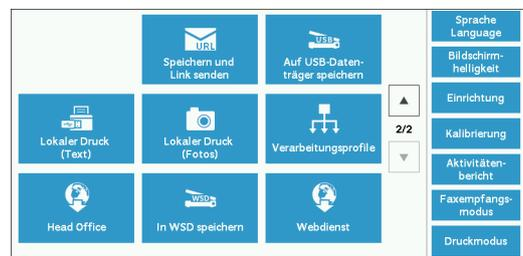 URL
Speichern und
Link senden
USB
Auf USB-Daten-
träger speichern
Lokaler Druck
(Text)
Lokaler Druck
(Fotos)
Verarbeitungsprofile
Head Office
WSD
In WSD speichern
Webdienst
2/2
Sprache
Language
Bildschirm-
helligkeit
Einrichtung
Kalibrierung
Aktivitäten-
bericht
Faxempfangs-
modus
Druckmodus